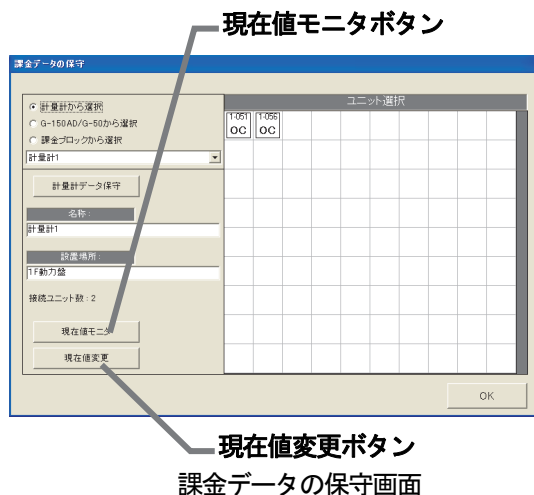 現在値モニタボタン
課金データの保守
計量計から選択
G-150AD/G-50から選択
課金ブロックから選択
計量計1
計量計データ保守
名称:
計量計1
設置場所:
1F動力盤
接続ユニット数:2
現在値モニタ
現在値変更
ユニット選択
1-051 1-056
OC OC
OK
現在値変更ボタン
課金データの保守画面